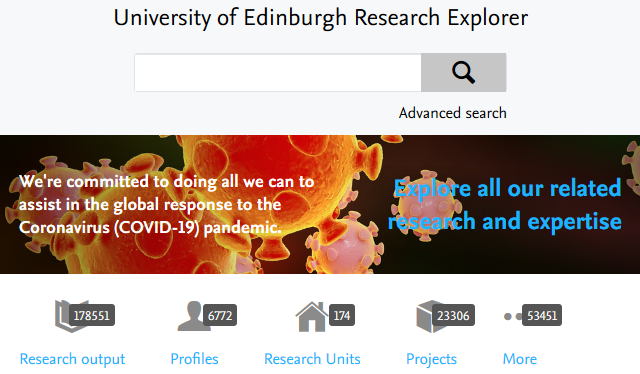 University of Edinburgh Research Explorer
Advanced search
We're committed to doing all we can to
assist in the global response to the
Coronavirus (COVID-19) pandemic.
Explore all our related
research and expertise
178551
6772
174
23306
53451
Research output
Profiles
Research Units
Projects
More